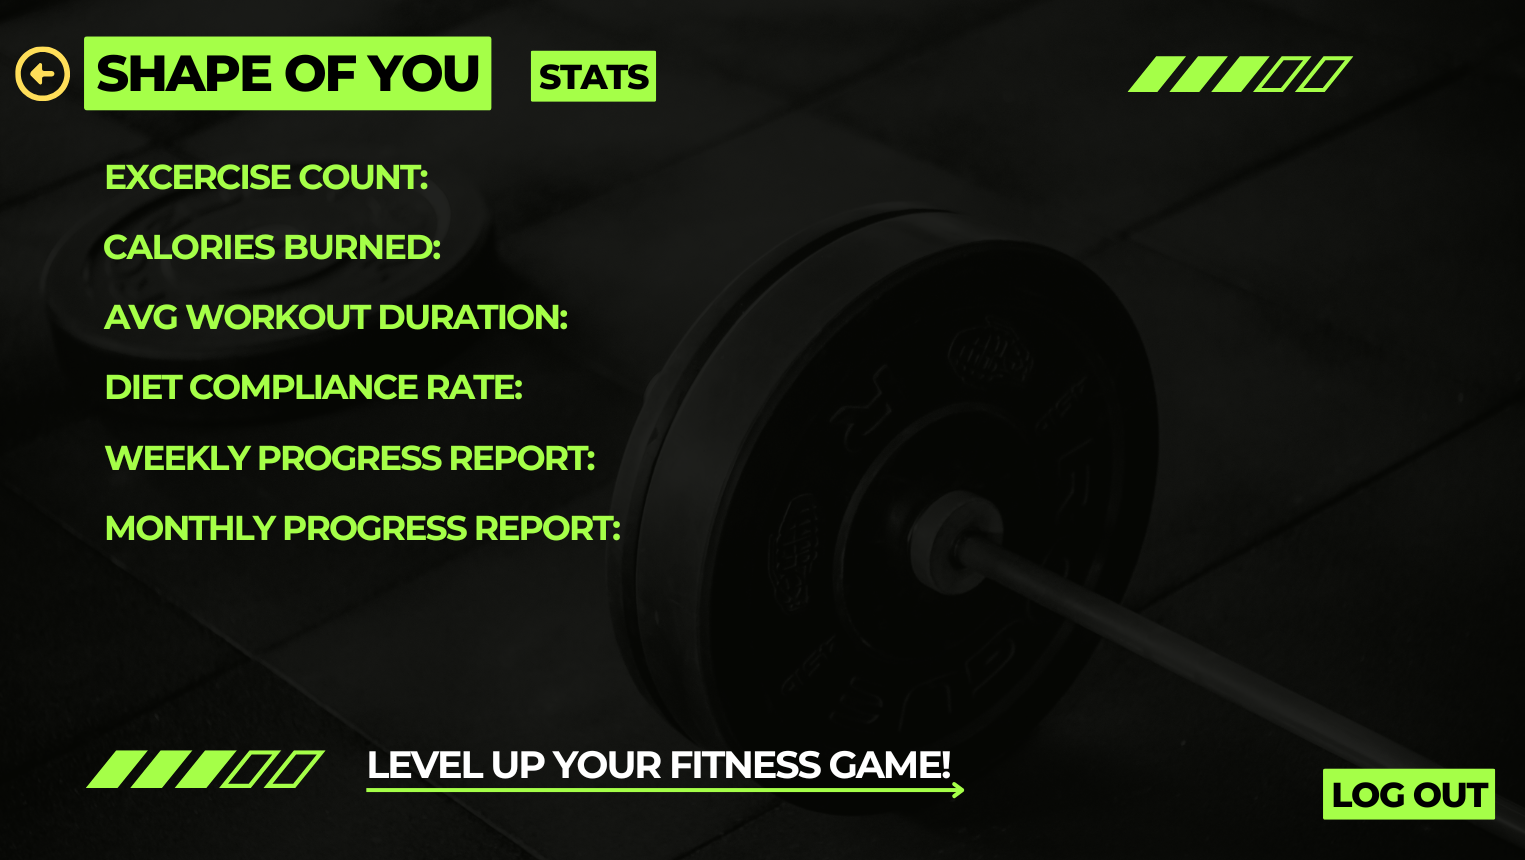 SHAPE OF YOU
STATS
EXCERCISE COUNT:
CALORIES BURNED:
AVG WORKOUT DURATION:
DIET COMPLIANCE RATE:
WEEKLY PROGRESS REPORT:
MONTHLY PROGRESS REPORT:
LEVEL UP YOUR FITNESS GAME!
LOG OUT